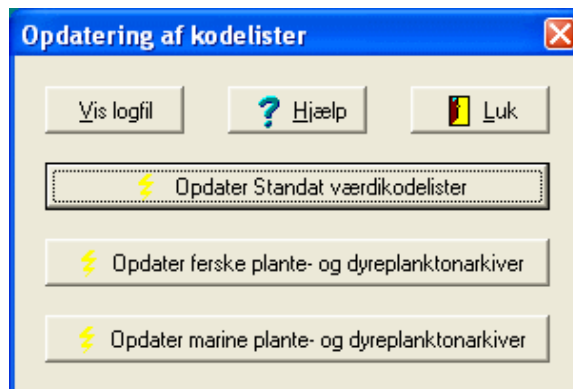 Opdatering af kodelister
Vis logfil Hjælp Luk
Opdater Standat værdikodelister
Opdater ferske plante- og dyreplanktonarkiver
Opdater marine plante- og dyreplanktonarkiver